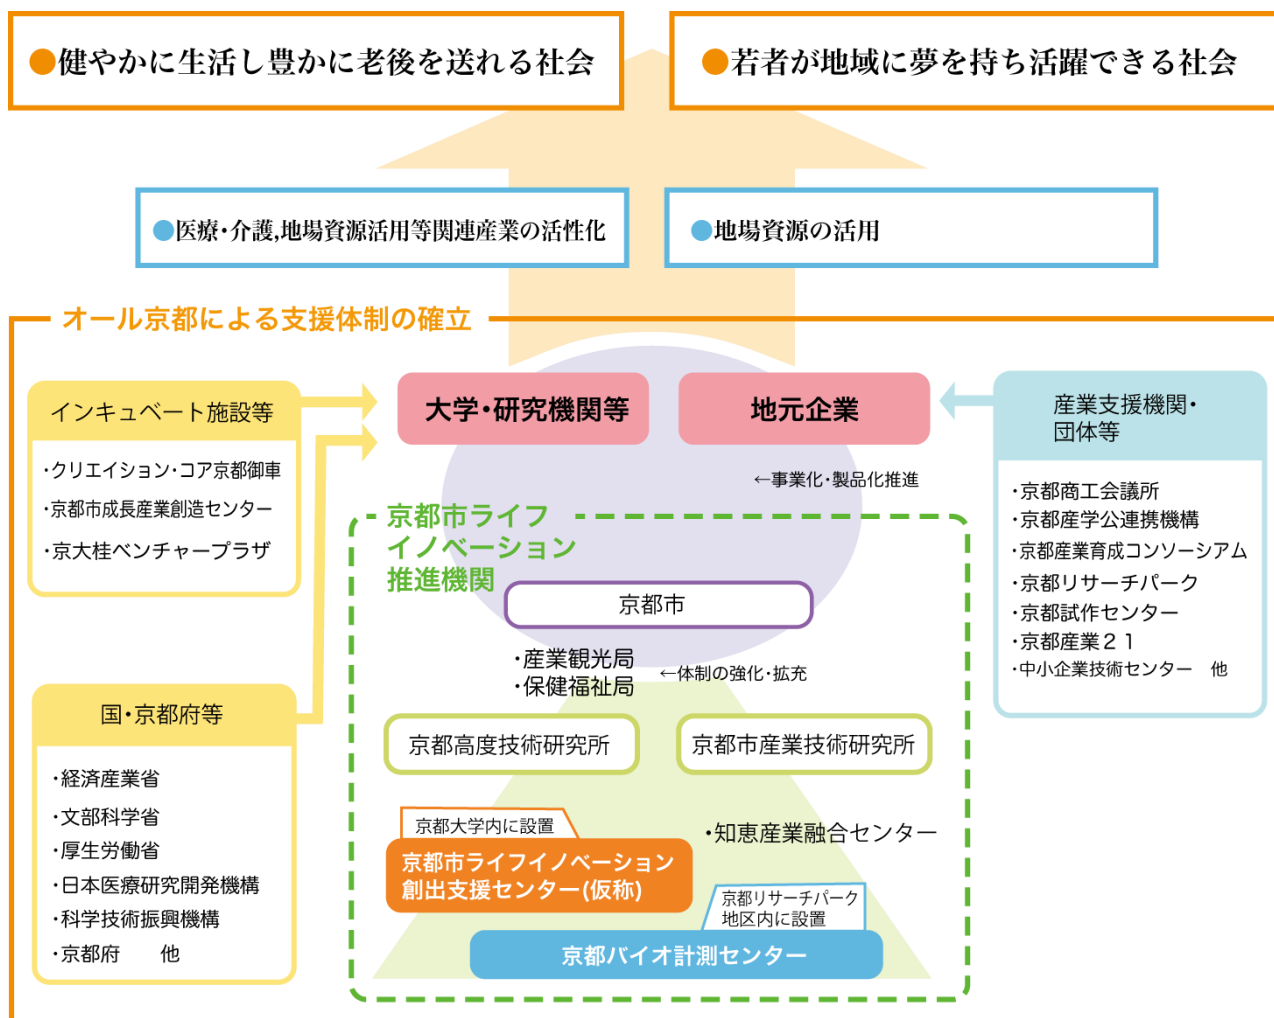 ●健やかに生活し豊かに老後を送れる社会
●若者が地域に夢を持ち活躍できる社会
●医療・介護,地場資源活用等関連産業の活性化
●地場資源の活用
オール京都による支援体制の確立
インキュベート施設等
・クリエイション・コア京都御車
・京都市成長産業創造センター
・京大桂ベンチャープラザ
国・京都府等
・経済産業省
・文部科学省
・厚生労働省
・日本医療研究開発機構
・科学技術振興機構
・京都府　他
大学・研究機関等
地元企業
←事業化・製品化推進
京都市ライフ
イノベーション
推進機関
京都市
・産業観光局
・保健福祉局
←体制の強化・拡充
京都高度技術研究所
京都市産業技術研究所
京都大学内に設置
京都市ライフイノベーション
創出支援センター(仮称)
・知恵産業融合センター
京都リサーチパーク
地区内に設置
京都バイオ計測センター
産業支援機関・
団体等
・京都商工会議所
・京都産学公連携機構
・京都産業育成コンソーシアム
・京都リサーチパーク
・京都試作センター
・京都産業２１
・中小企業技術センター　他